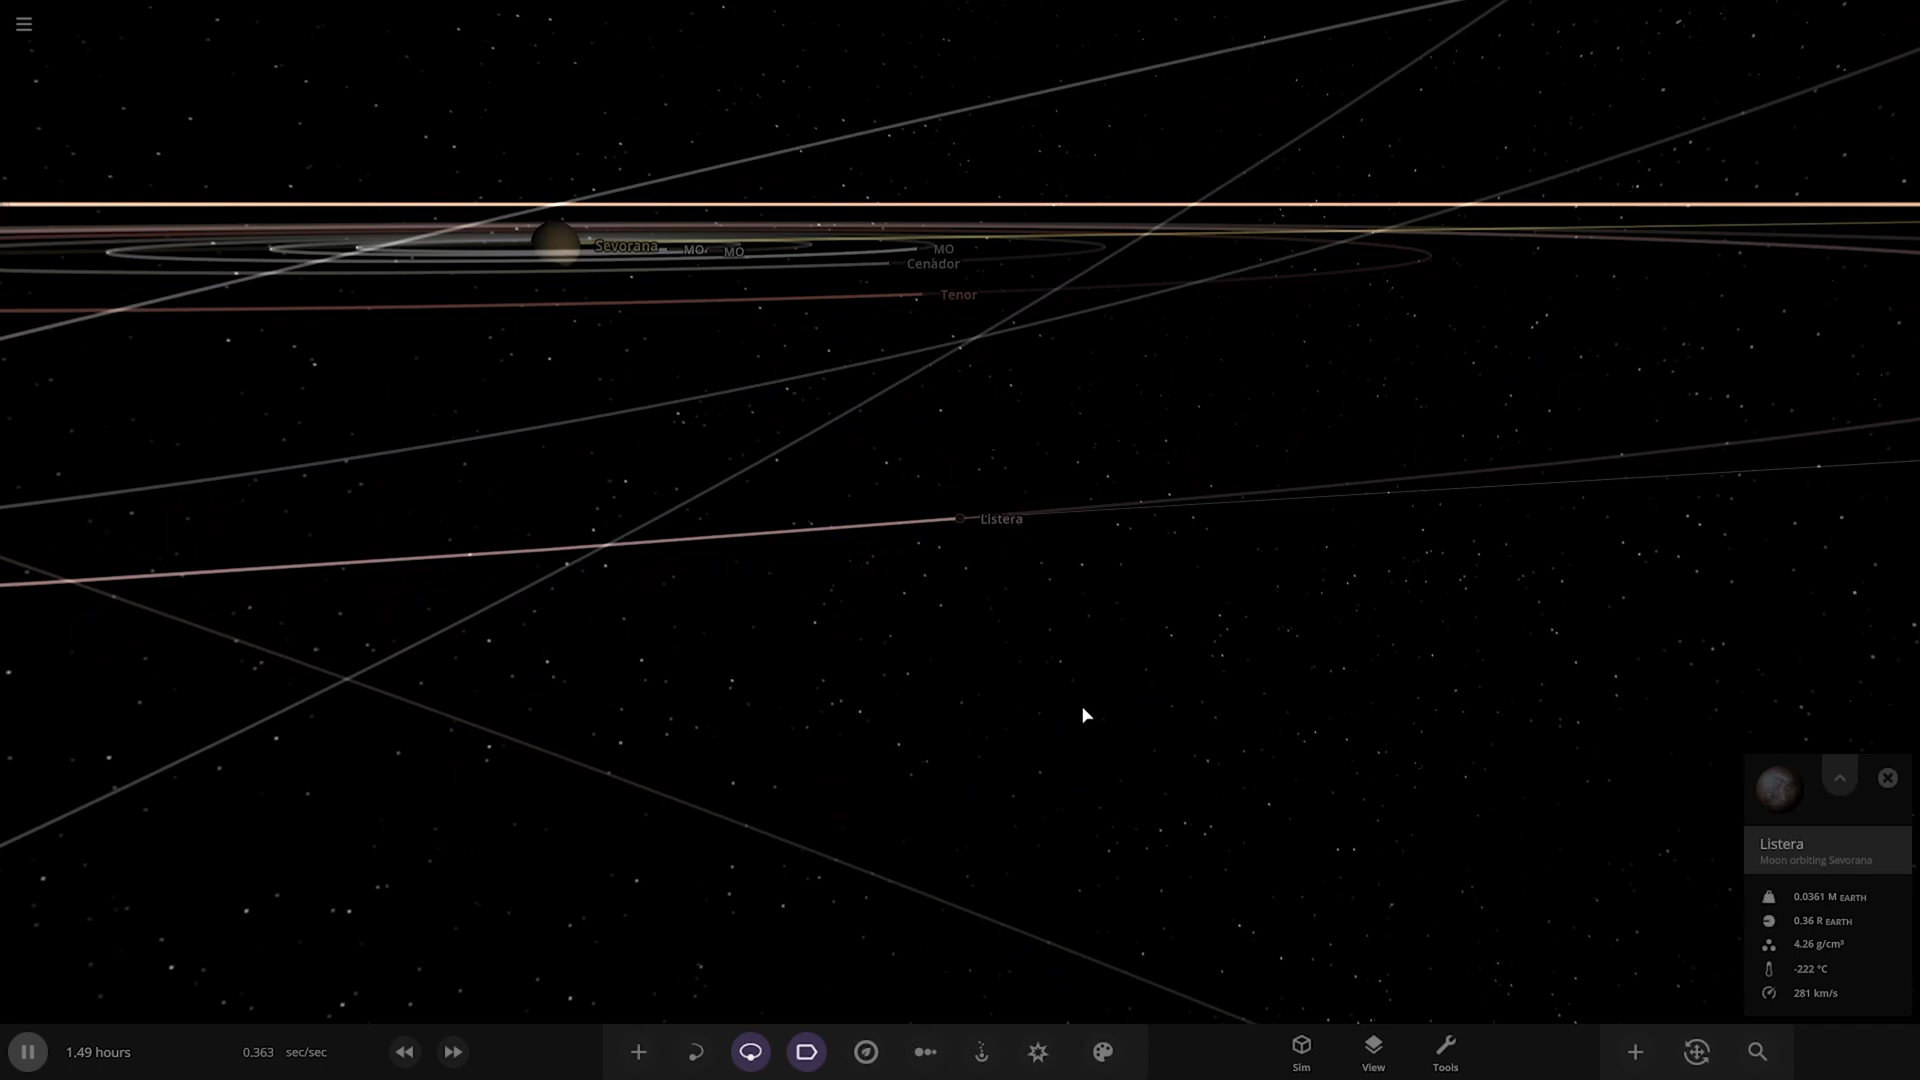 Sevorana
MO
MO
MO
Cenador
Tenor
Listera
Listera
Moon orbiting Sevorana
0.0361 M EARTH
0.36 R EARTH
4.26 g/cm³
-222 °C
281 km/s
1.49 hours
0.363 sec/sec
Sim
View
Tools